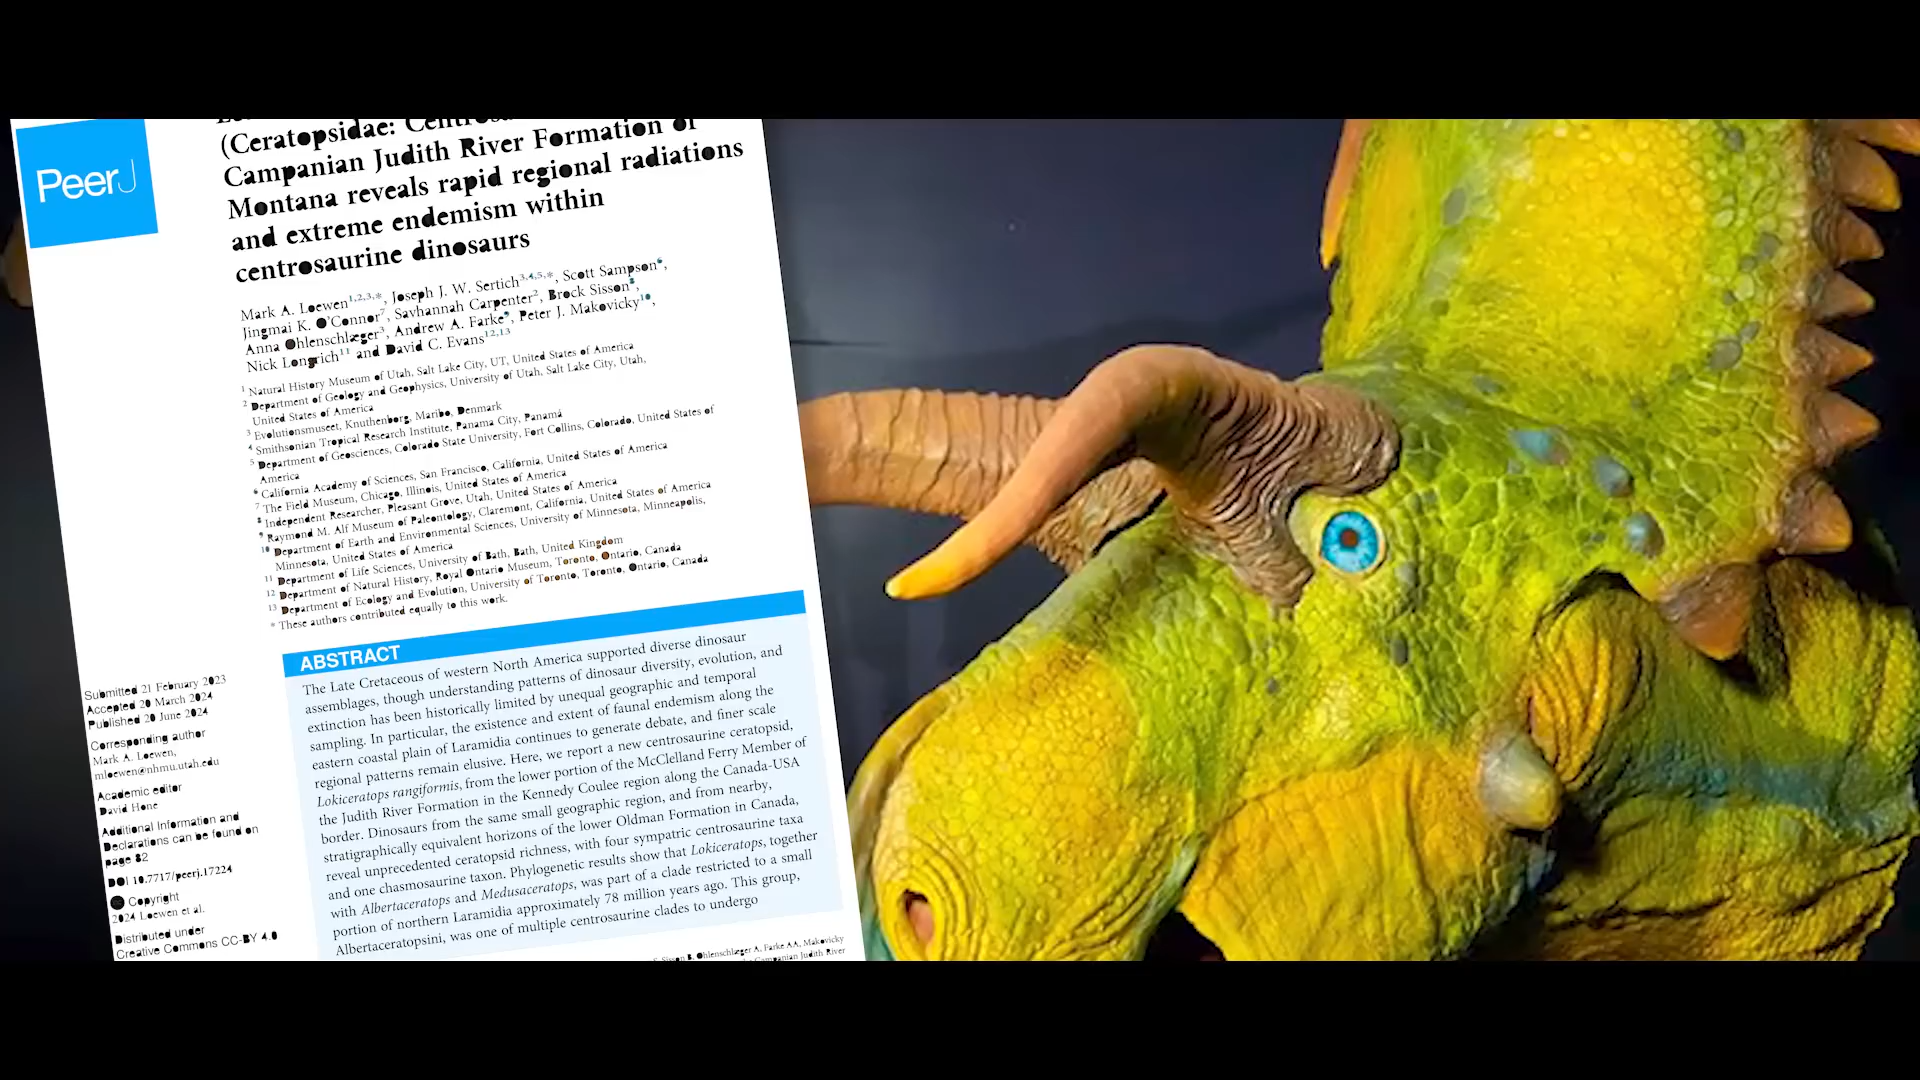 PeerJ
(Ceratopsidae:
Campanian Judith River Formation of
Montana reveals rapid regional radiations
and extreme endemism within
centrosaurine dinosaurs
Mark A. Loewen1,2,3,*, Joseph J. W. Sertich3,4,5,*, Scott Sampson6,
Jingmai K. O'Connor7, Savhannah Carpenter2, Brock Sisson8,
Anna Øhlenschlæger3, Andrew A. Farke9, Peter J. Makovicky10,
Nick Longrich11 and David C. Evans12,13
1 Natural History Museum of Utah, Salt Lake City, UT, United States of America
2 Department of Geology and Geophysics, University of Utah, Salt Lake City, Utah,
United States of America
3 Evolutionsmuseet, Knuthenborg, Maribo, Denmark
4 Smithsonian Tropical Research Institute, Panama City, Panamá
5 Department of Geosciences, Colorado State University, Fort Collins, Colorado, United States of
America
6 California Academy of Sciences, San Francisco, California, United States of America
7 The Field Museum, Chicago, Illinois, United States of America
8 Independent Researcher, Pleasant Grove, Utah, United States of America
9 Raymond M. Alf Museum of Paleontology, Claremont, California, United States of America
10 Department of Earth and Environmental Sciences, University of Minnesota, Minneapolis,
Minnesota, United States of America
11 Department of Life Sciences, University of Bath, Bath, United Kingdom
12 Department of Natural History, Royal Ontario Museum, Toronto, Ontario, Canada
13 Department of Ecology and Evolution, University of Toronto, Toronto, Ontario, Canada
* These authors contributed equally to this work.
ABSTRACT
The Late Cretaceous of western North America supported diverse dinosaur
assemblages, though understanding patterns of dinosaur diversity, evolution, and
extinction has been historically limited by unequal geographic and temporal
sampling. In particular, the existence and extent of faunal endemism along the
eastern coastal plain of Laramidia continues to generate debate, and finer scale
regional patterns remain elusive. Here, we report a new centrosaurine ceratopsid,
Lokiceratops rangiformis, from the lower portion of the McClelland Ferry Member of
the Judith River Formation in the Kennedy Coulee region along the Canada-USA
border. Dinosaurs from the same small geographic region, and from nearby,
stratigraphically equivalent horizons of the lower Oldman Formation in Canada,
reveal unprecedented ceratopsid richness, with four sympatric centrosaurine taxa
and one chasmosaurine taxon. Phylogenetic results show that Lokiceratops, together
with Albertaceratops and Medusaceratops, was part of a clade restricted to a small
portion of northern Laramidia approximately 78 million years ago. This group,
Albertaceratopsini, was one of multiple centrosaurine clades to undergo
Submitted 21 February 2023
Accepted 20 March 2024
Published 20 June 2024
Corresponding author
Mark A. Loewen,
mloewen@nhmu.utah.edu
Academic editor
David Hone
Additional Information and
Declarations can be found on
page 82
DOI 10.7717/peerj.17224
Copyright
2024 Loewen et al.
Distributed under
Creative Commons CC-BY 4.0
Sisson B, Øhlenschlæger A, Farke AA, Makovicky
Campanian Judith River